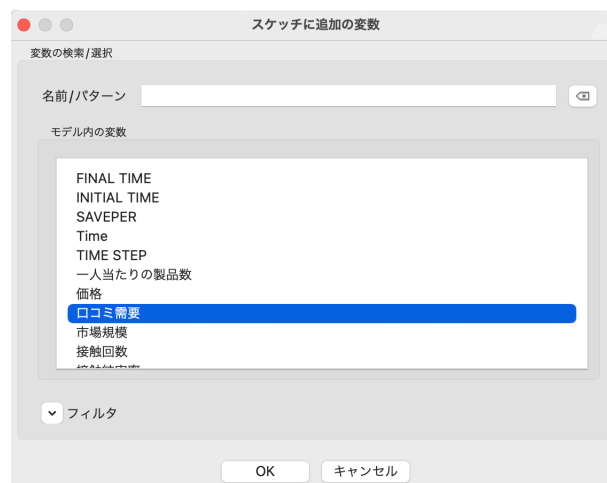 スケッチに追加の変数
変数の検索/選択
名前/パターン
モデル内の変数
FINAL TIME
INITIAL TIME
SAVEPER
Time
TIME STEP
一人当たりの製品数
価格
口コミ需要
市場規模
接触回数
フィルタ
OK
キャンセル